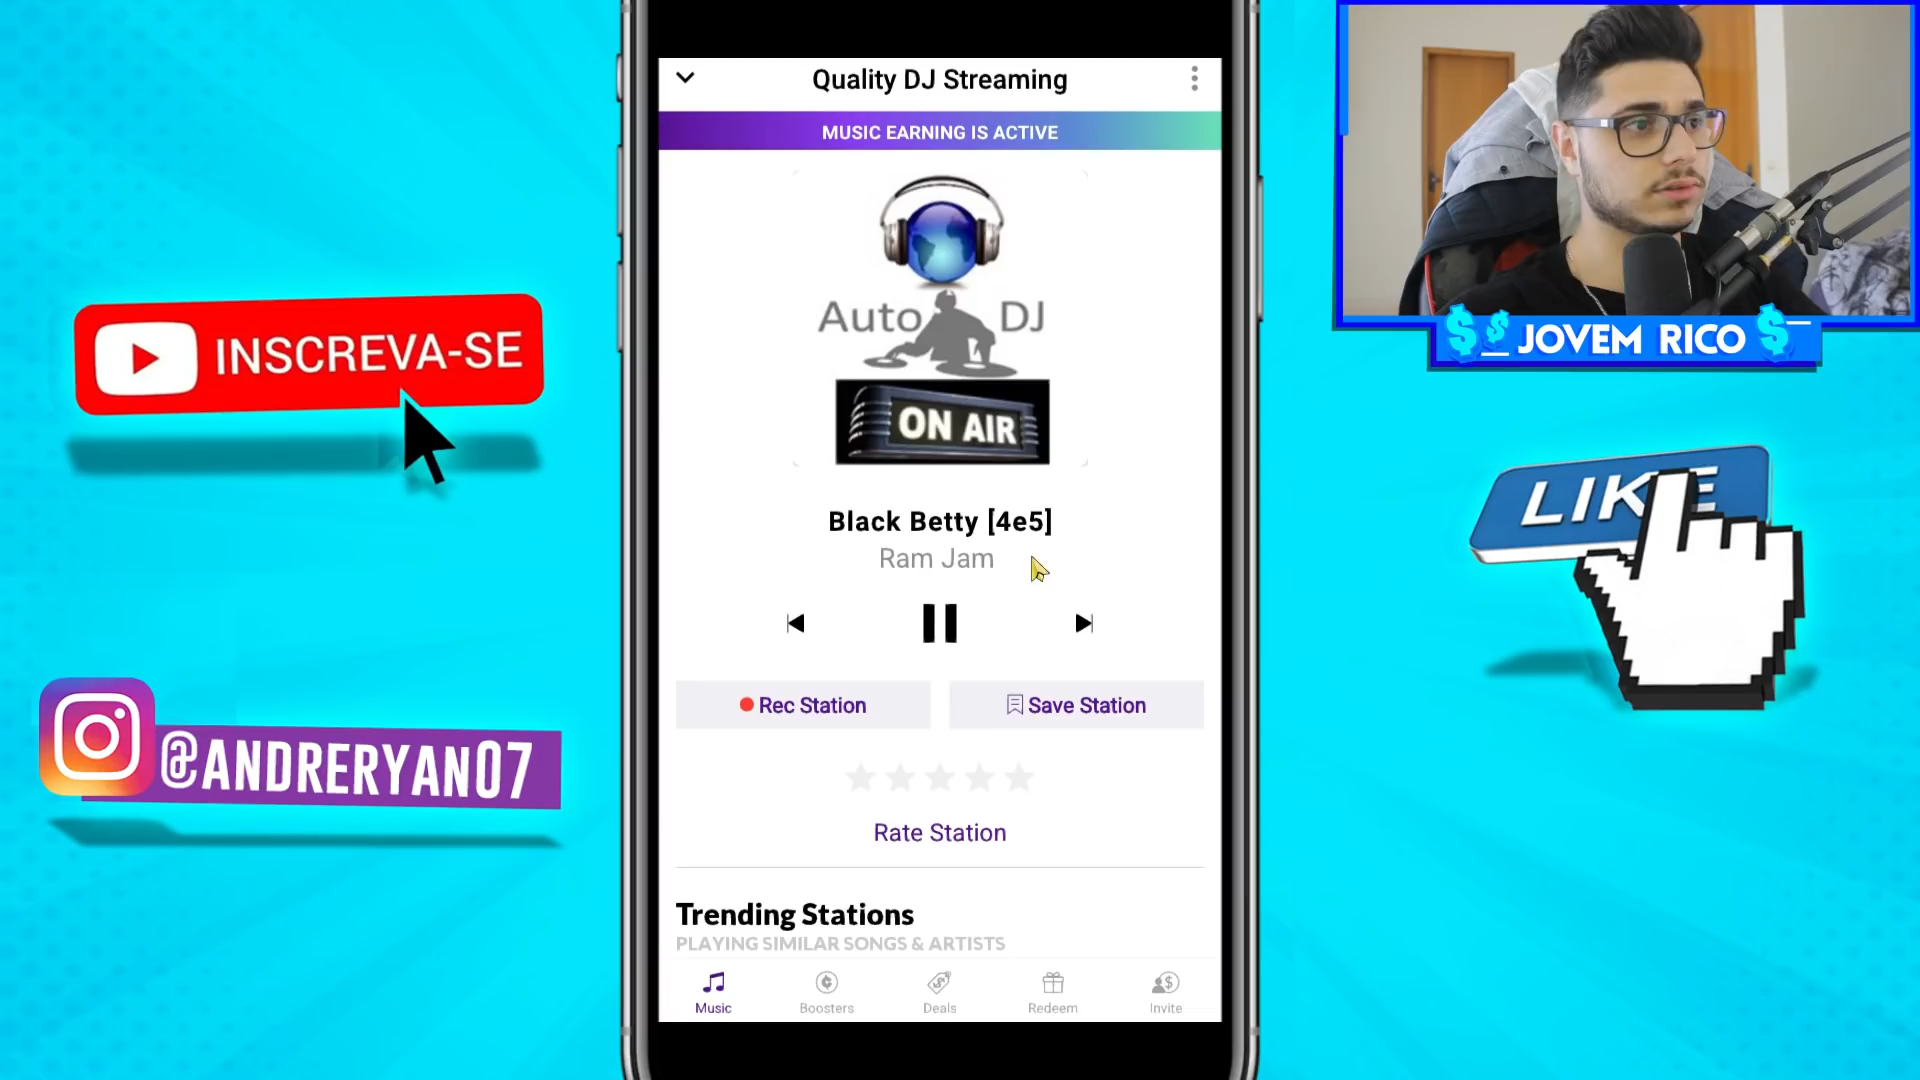 Quality DJ Streaming
MUSIC EARNING IS ACTIVE
Auto DJ
ON AIR
Black Betty [4e5]
Ram Jam
Rec Station
Save Station
Rate Station
Trending Stations
PLAYING SIMILAR SONGS & ARTISTS
Music
Boosters
Deals
Redeem
Invite
INSCREVA-SE
@ANDRERYAN07
JOVEM RICO
LIKE